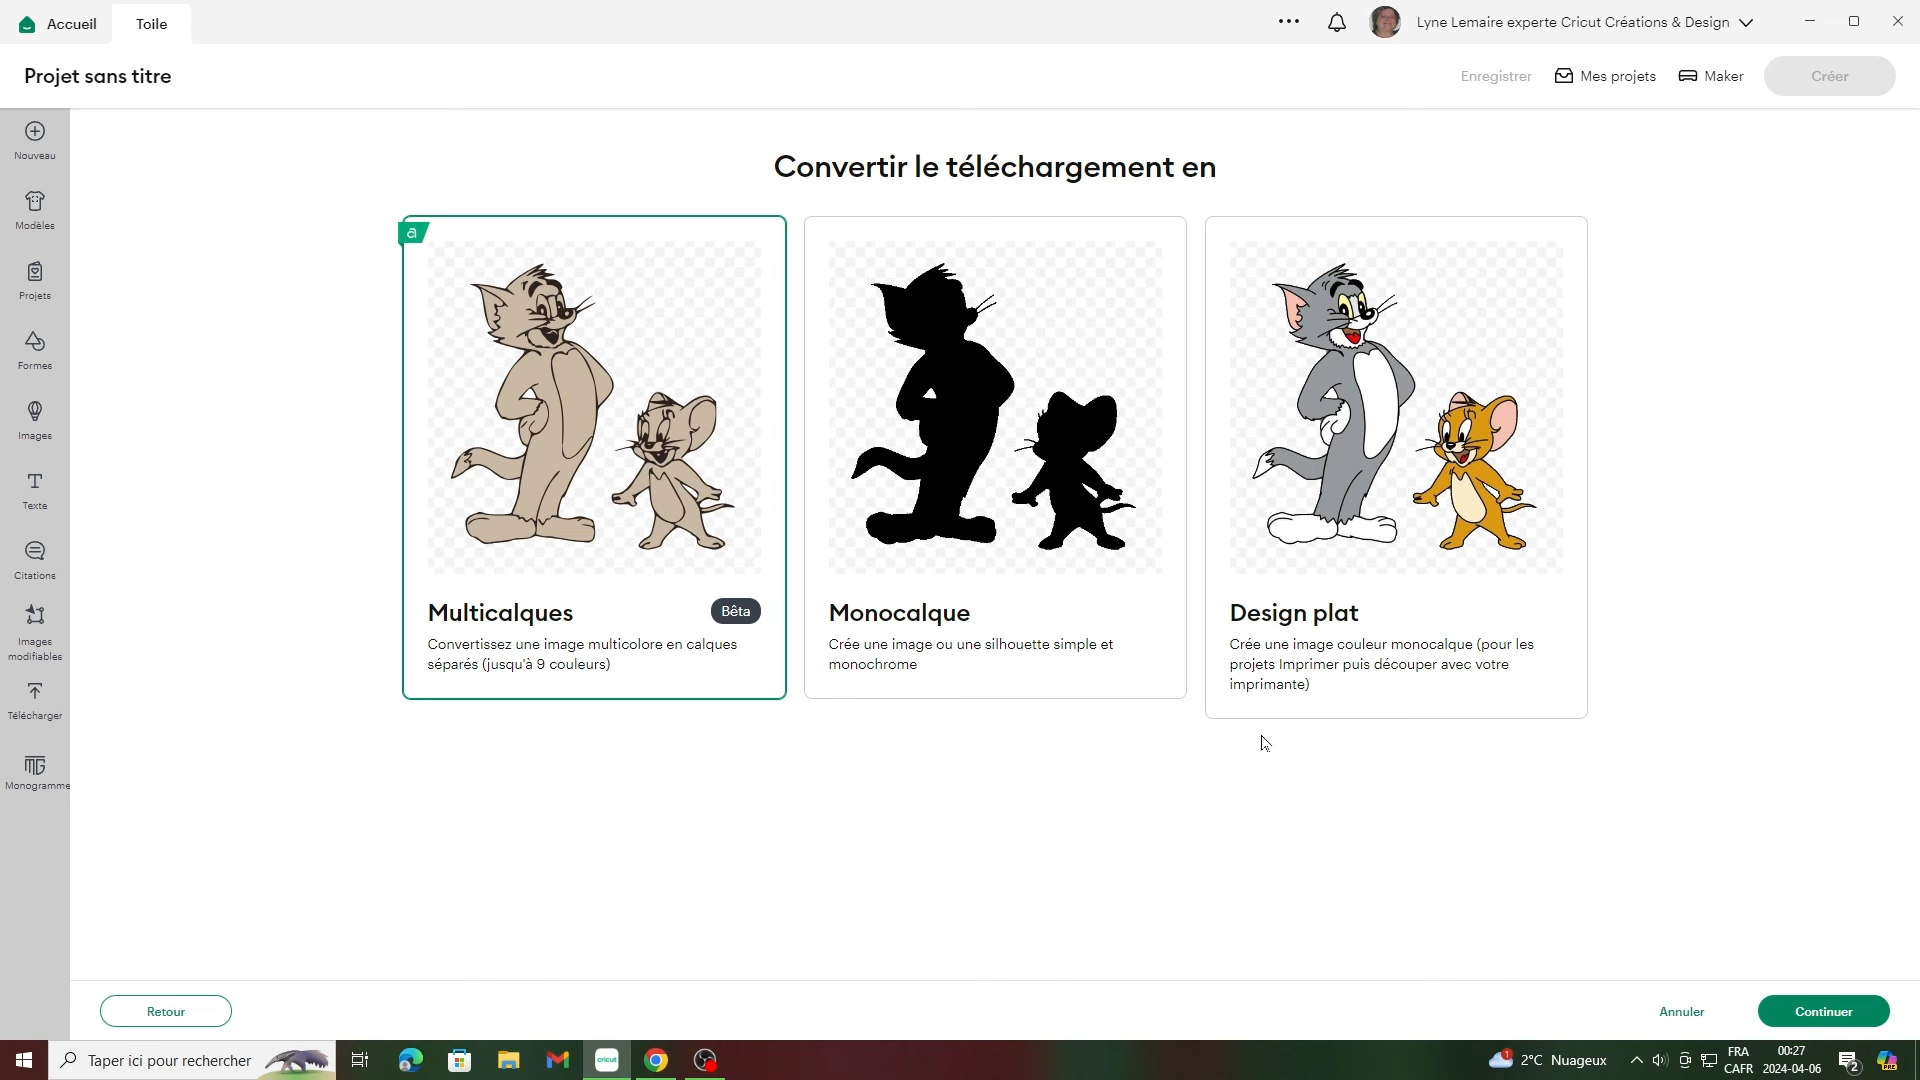 Accueil
Toile
Lyne Lemaire experte Cricut Créations & Design
Projet sans titre
Enregistrer
Mes projets
Maker
Créer
Nouveau
Modèles
Projets
Formes
Images
Texte
Citations
Images
modifiables
Télécharger
Monogramme
Convertir le téléchargement en
a
Multicalques
Bêta
Convertissez une image multicolore en calques
séparés (jusqu'à 9 couleurs)
Monocalque
Crée une image ou une silhouette simple et
monochrome
Design plat
Crée une image couleur monocalque (pour les
projets Imprimer puis découper avec votre
imprimante)
Retour
Annuler
Continuer
Taper ici pour rechercher
cricut
1
2°C Nuageux
FRA
CAFR
00:27
2024-04-06
2
PRE